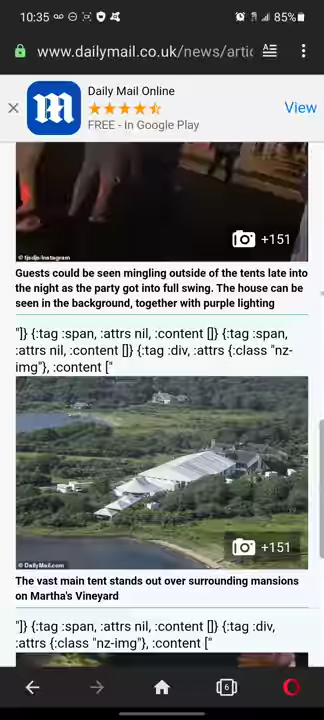 10:35
85%
www.dailymail.co.uk/news/artic
Daily Mail Online
FREE - In Google Play
View
+151
Guests could be seen mingling outside of the tents late into
the night as the party got into full swing. The house can be
seen in the background, together with purple lighting
"]} {:tag :span, :attrs nil, :content []} {:tag :span,
:attrs nil, :content []} {:tag :div, :attrs {:class "nz-
img"}, :content ["
© DailyMail.com
+151
The vast main tent stands out over surrounding mansions
on Martha's Vineyard
"]} {:tag :span, :attrs nil, :content []} {:tag :div,
:attrs {:class "nz-img"}, :content ["
6